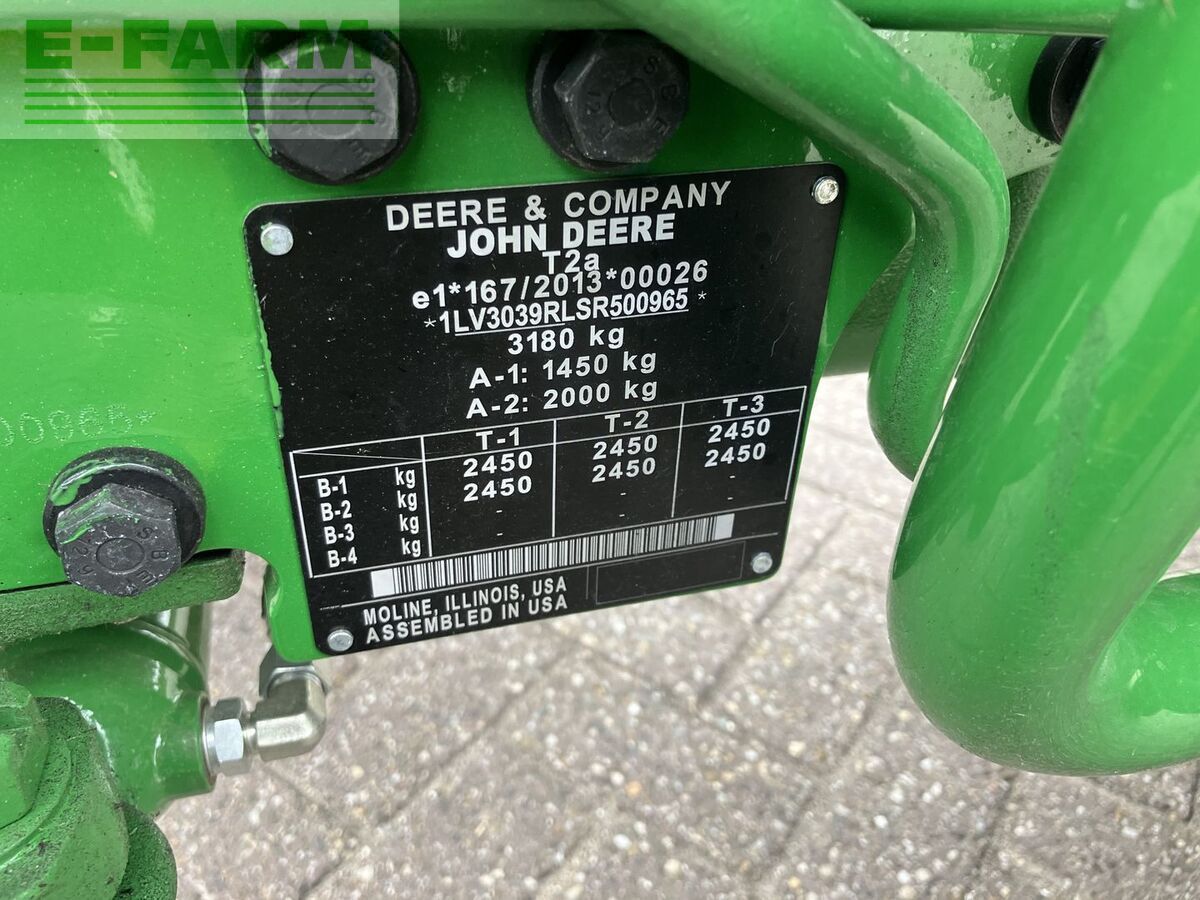 E-FARM
DEERE & COMPANY
JOHN DEERE
T2a
e1*167/2013*00026
*1LV3039RLSR500965*
3180 kg
A-1: 1450 kg
A-2: 2000 kg
T-1 T-2 T-3
B-1 kg 2450 2450 2450
B-2 kg 2450 2450 2450
B-3 kg - - -
B-4 kg
MOLINE, ILLINOIS, USA
ASSEMBLED IN USA
00965*